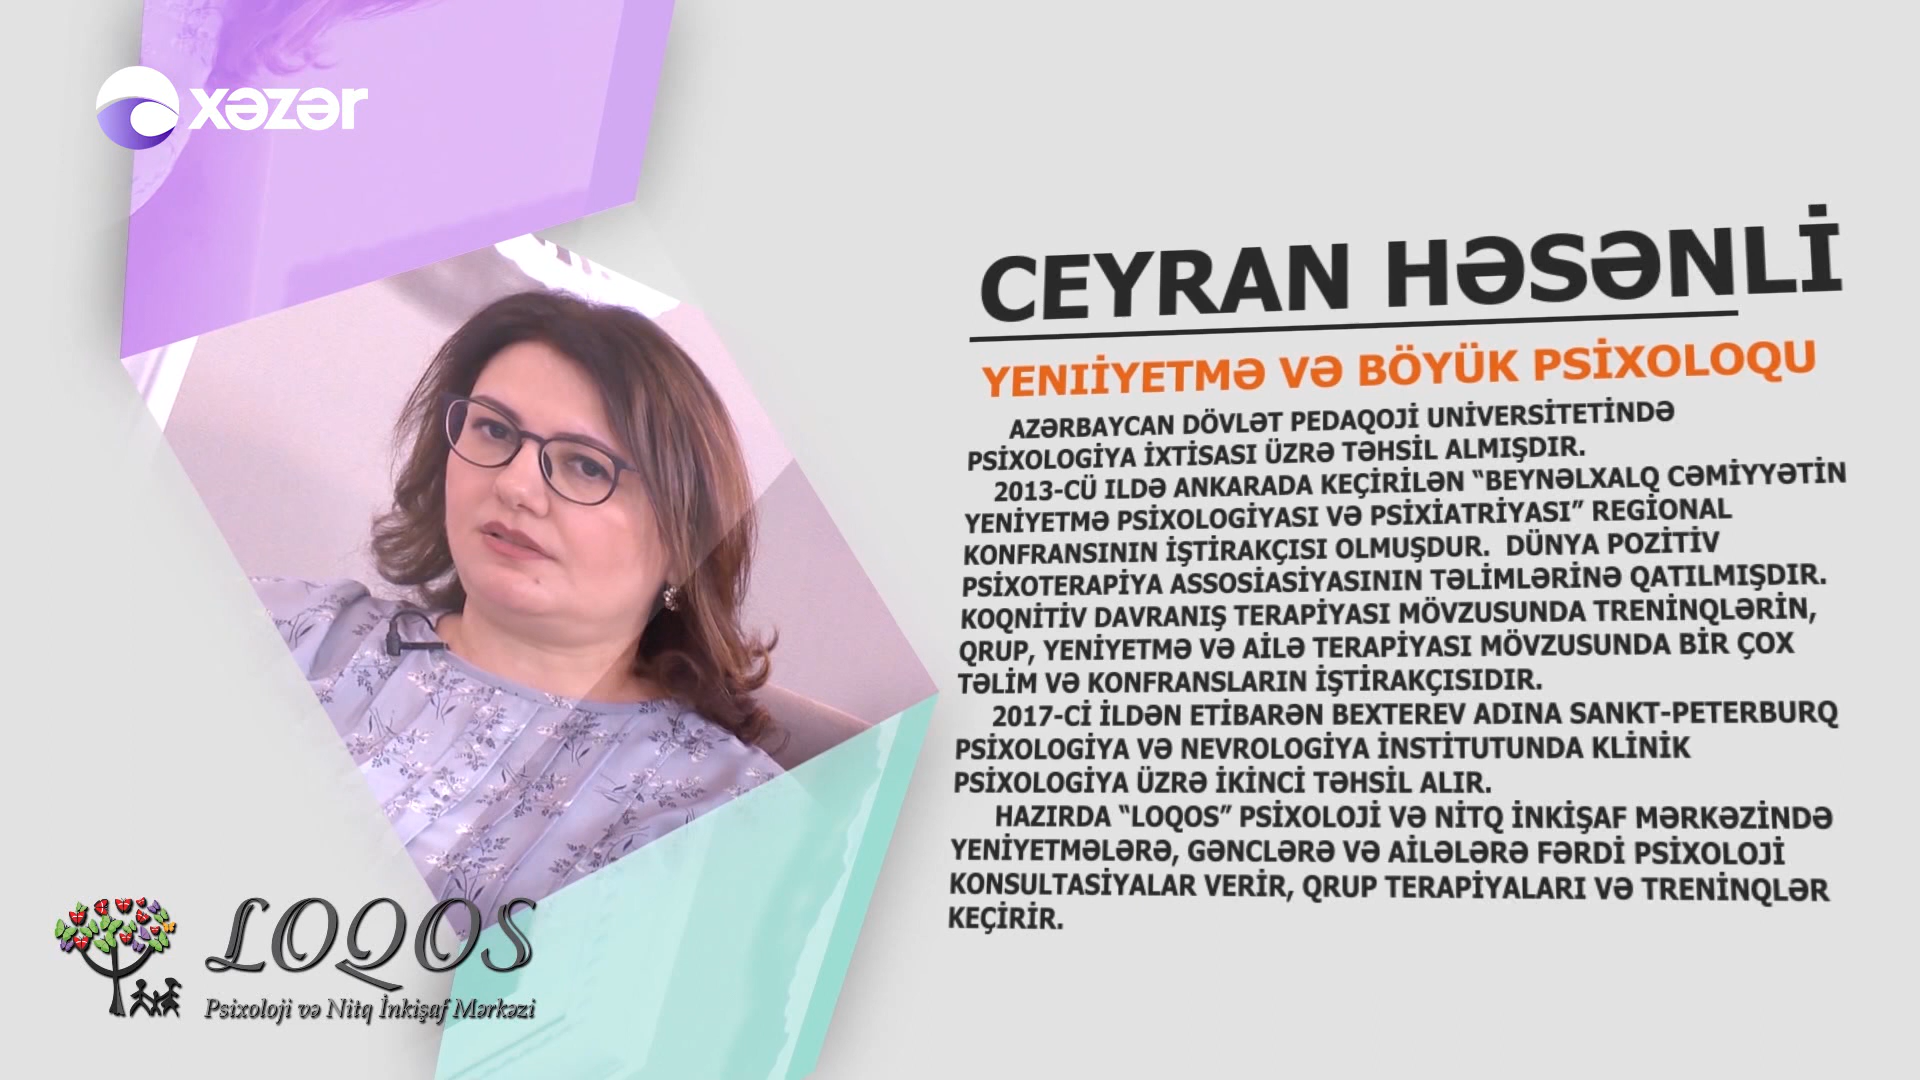 xəzər
CEYRAN HƏSƏNLİ
YENIİYETMƏ VƏ BÖYÜK PSİXOLOQU
AZƏRBAYCAN DÖVLƏT PEDAQOJİ UNİVERSİTETİNDƏ
PSİXOLOGİYA İXTİSASI ÜZRƏ TƏHSİL ALMIŞDIR.
2013-CÜ ILDƏ ANKARADA KEÇİRİLƏN “BEYNƏLXALQ CƏMİYYƏTİN
YENİYETMƏ PSİXOLOGİYASI VƏ PSİXİATRİYASI” REGİONAL
KONFRANSININ İŞTİRAKÇISI OLMUŞDUR. DÜNYA POZİTİV
PSİXOTERAPİYA ASSOSİASİYASININ TƏLİMLƏRİNƏ QATILMIŞDIR.
KOQNİTİV DAVRANIŞ TERAPİYASI MÖVZUSUNDA TRENİNQLƏRİN,
QRUP, YENİYETMƏ VƏ AİLƏ TERAPİYASI MÖVZUSUNDA BİR ÇOX
TƏLİM VƏ KONFRANSLARIN İŞTİRAKÇISIDIR.
2017-Cİ İLDƏN ETİBARƏN BEXTEREV ADINA SANKT-PETERBURQ
PSİXOLOGİYA VƏ NEVROLOGİYA İNSTİTUTUNDA KLİNİK
PSİXOLOGİYA ÜZRƏ İKİNCİ TƏHSİL ALIR.
HAZIRDA “LOQOS” PSİXOLOJİ VƏ NİTQ İNKİŞAF MƏRKƏZİNDƏ
YENİYETMƏLƏRƏ, GƏNCLƏRƏ VƏ AİLƏLƏRƏ FƏRDİ PSİXOLOJİ
KONSULTASİYALAR VERİR, QRUP TERAPİYALARI VƏ TRENİNQLƏR
KEÇİRİR.
LOQOS
Psixoloji və Nitq İnkişaf Mərkəzi